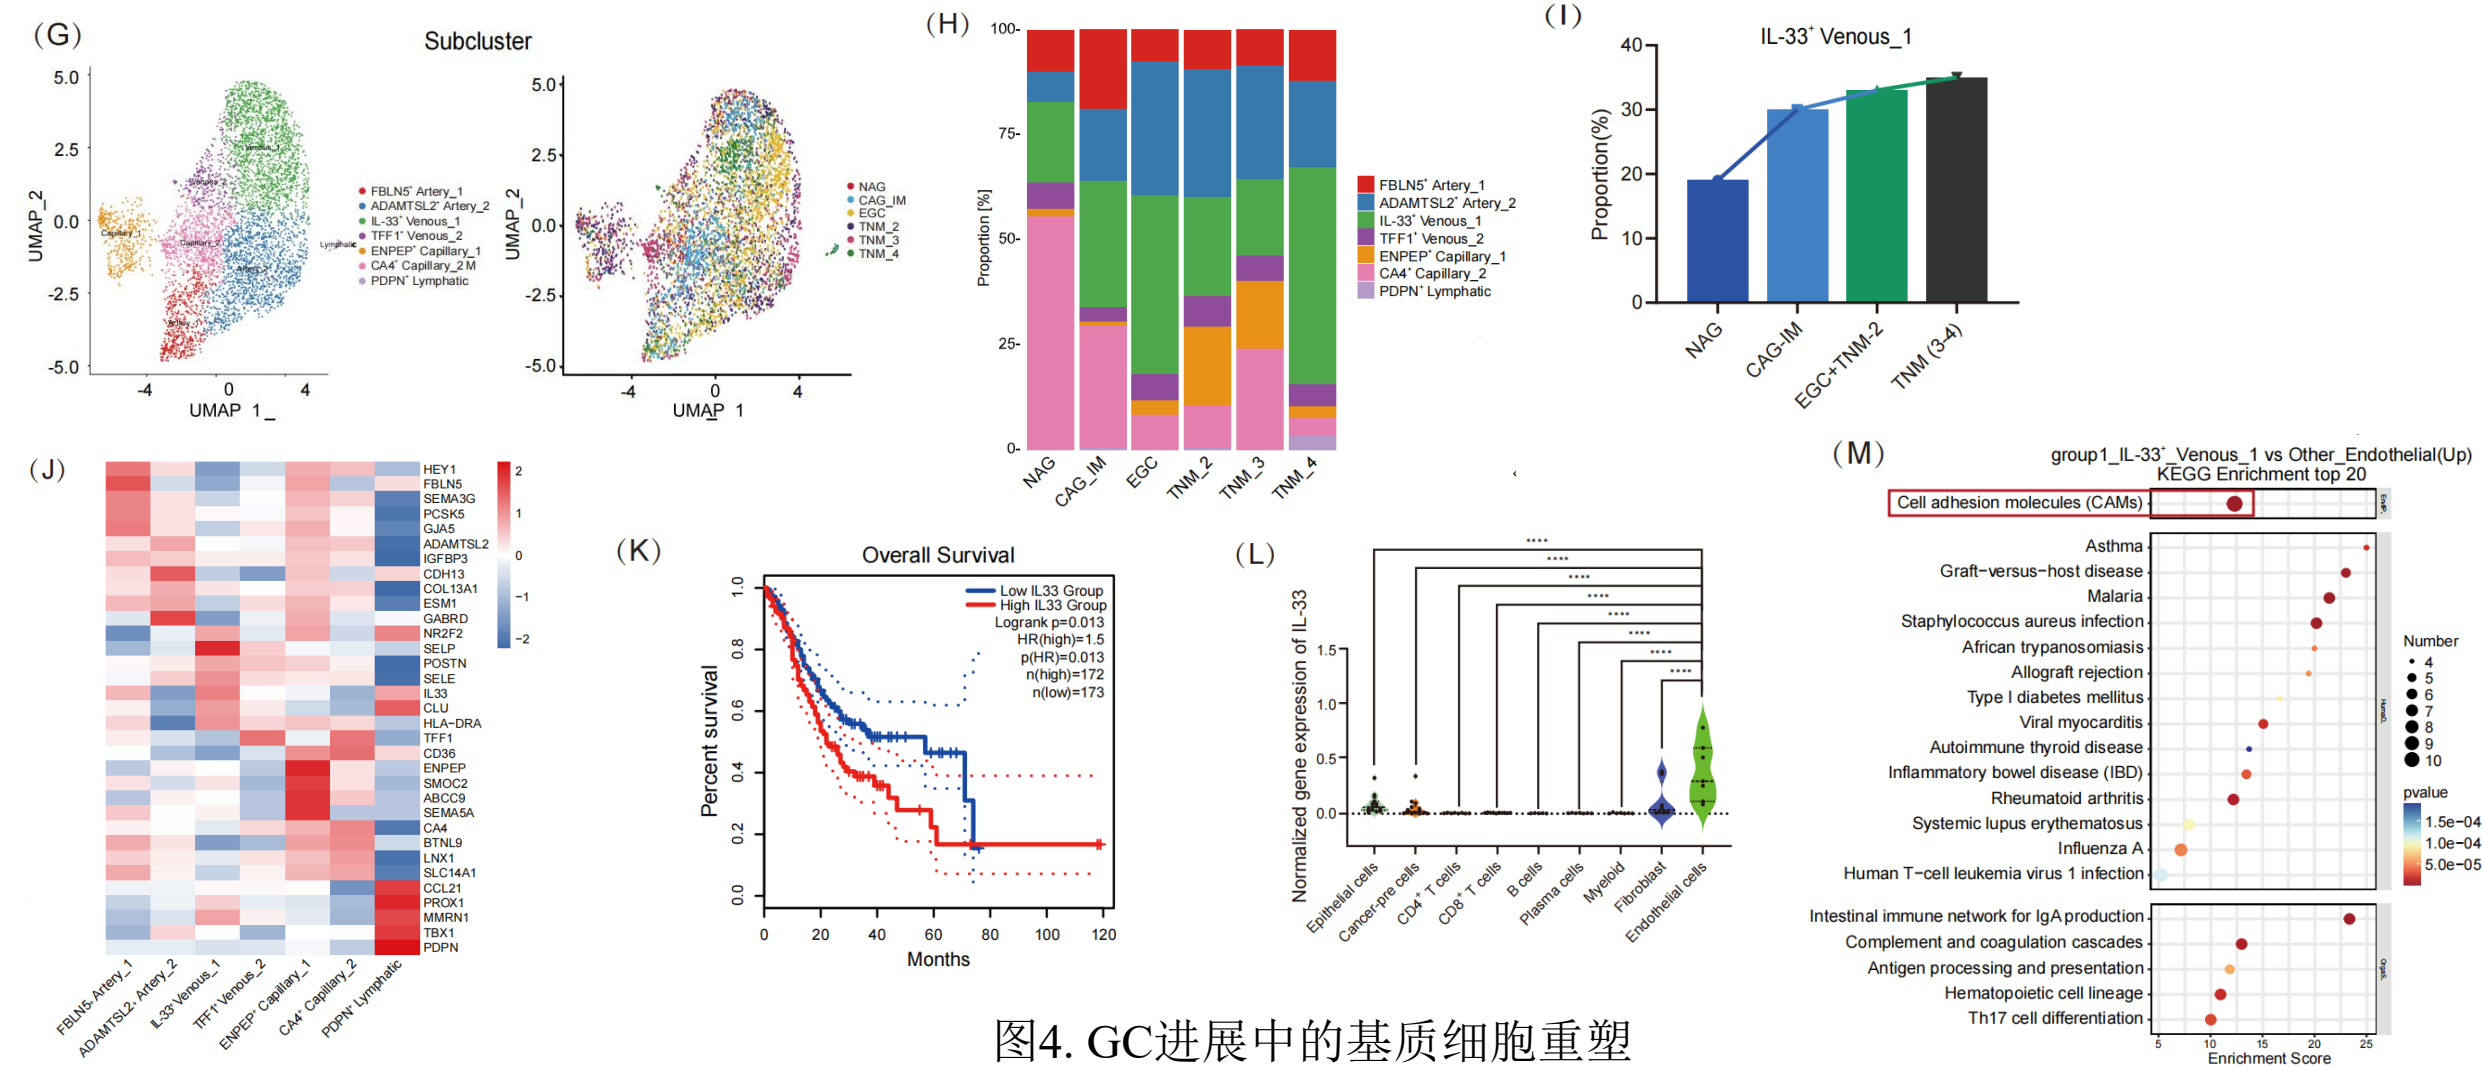 (G)
Subcluster
UMAP_2
5.0
2.5
0.0
-2.5
-5.0
-4
0
4
UMAP 1_
Venous_1
Capillary_1
Capillary_2
Artery_1
Lymphatic
FBLN5+ Artery_1
ADAMTSL2+ Artery_2
IL-33+ Venous_1
TFF1+ Venous_2
ENPEP+ Capillary_1
CA4+ Capillary_2 M
PDPN+ Lymphatic
UMAP_2
5.0
2.5
0.0
-2.5
-5.0
-4
0
4
UMAP_1
NAG
CAG_IM
EGC
TNM_2
TNM_3
TNM_4
(H)
Proportion [%]
100-
75-
50-
25-
0-
NAG
CAG_IM
EGC
TNM_2
TNM_3
TNM_4
FBLN5+ Artery_1
ADAMTSL2+ Artery_2
IL-33+ Venous_1
TFF1+ Venous_2
ENPEP+ Capillary_1
CA4+ Capillary_2
PDPN+ Lymphatic
(I)
IL-33+ Venous_1
Proportion(%)
40
30
20
10
0
NAG
CAG-IM
EGC+TNM-2
TNM (3-4)
(J)
HEY1
FBLN5
SEMA3G
PCSK5
GJA5
ADAMTSL2
IGFBP3
CDH13
COL13A1
ESM1
GABRD
NR2F2
SELP
POSTN
SELE
IL33
CLU
HLA-DRA
TFF1
CD36
ENPEP
SMOC2
ABCC9
SEMA5A
CA4
BTNL9
LNX1
SLC14A1
CCL21
PROX1
MMRN1
TBX1
PDPN
2
1
0
-1
-2
FBLN5+ Artery_1
ADAMTSL2+ Artery_2
IL-33+ Venous_1
TFF1+ Venous_2
ENPEP+ Capillary_1
CA4+ Capillary_2
PDPN+ Lymphatic
(K)
Overall Survival
Low IL33 Group
High IL33 Group
Logrank p=0.013
HR(high)=1.5
p(HR)=0.013
n(high)=172
n(low)=173
Percent survival
1.0
0.8
0.6
0.4
0.2
0.0
0
20
40
60
80
100
120
Months
(L)
Normalized gene expression of IL-33
****
****
****
****
****
****
****
****
1.5
1.0
0.5
0.0
Epithelial cells
Cancer-pre cells
CD4+ T cells
CD8+ T cells
B cells
Plasma cells
Myeloid
Fibroblast
Endothelial cells
(M)
group1_IL-33+_Venous_1 vs Other_Endothelial(Up)
KEGG Enrichment top 20
Cell adhesion molecules (CAMs)
Asthma
Graft-versus-host disease
Malaria
Staphylococcus aureus infection
African trypanosomiasis
Allograft rejection
Type I diabetes mellitus
Viral myocarditis
Autoimmune thyroid disease
Inflammatory bowel disease (IBD)
Rheumatoid arthritis
Systemic lupus erythematosus
Influenza A
Human T-cell leukemia virus 1 infection
Intestinal immune network for IgA production
Complement and coagulation cascades
Antigen processing and presentation
Hematopoietic cell lineage
Th17 cell differentiation
5
10
15
20
25
Enrichment Score
Number
4
5
6
7
8
9
10
pvalue
1.5e-04
1.0e-04
5.0e-05
图4. GC进展中的基质细胞重塑